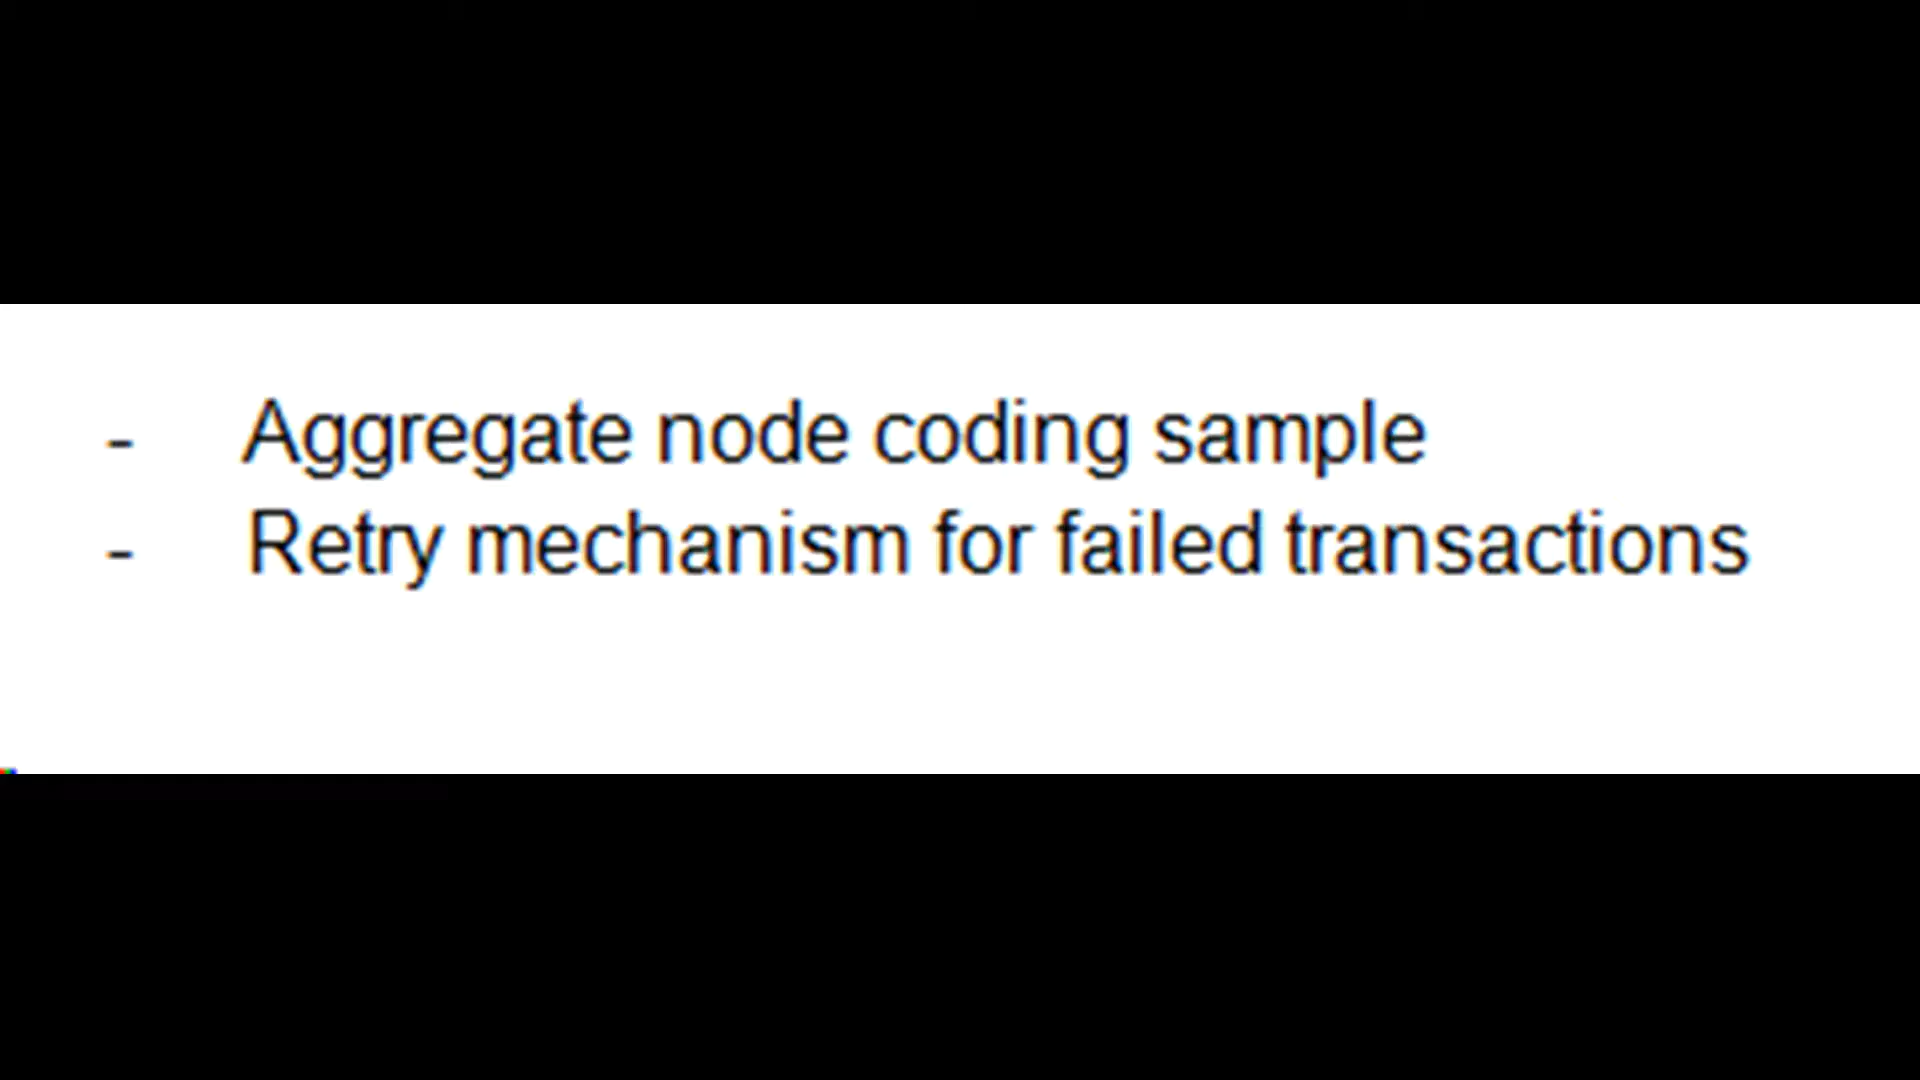 - Aggregate node coding sample
- Retry mechanism for failed transactions